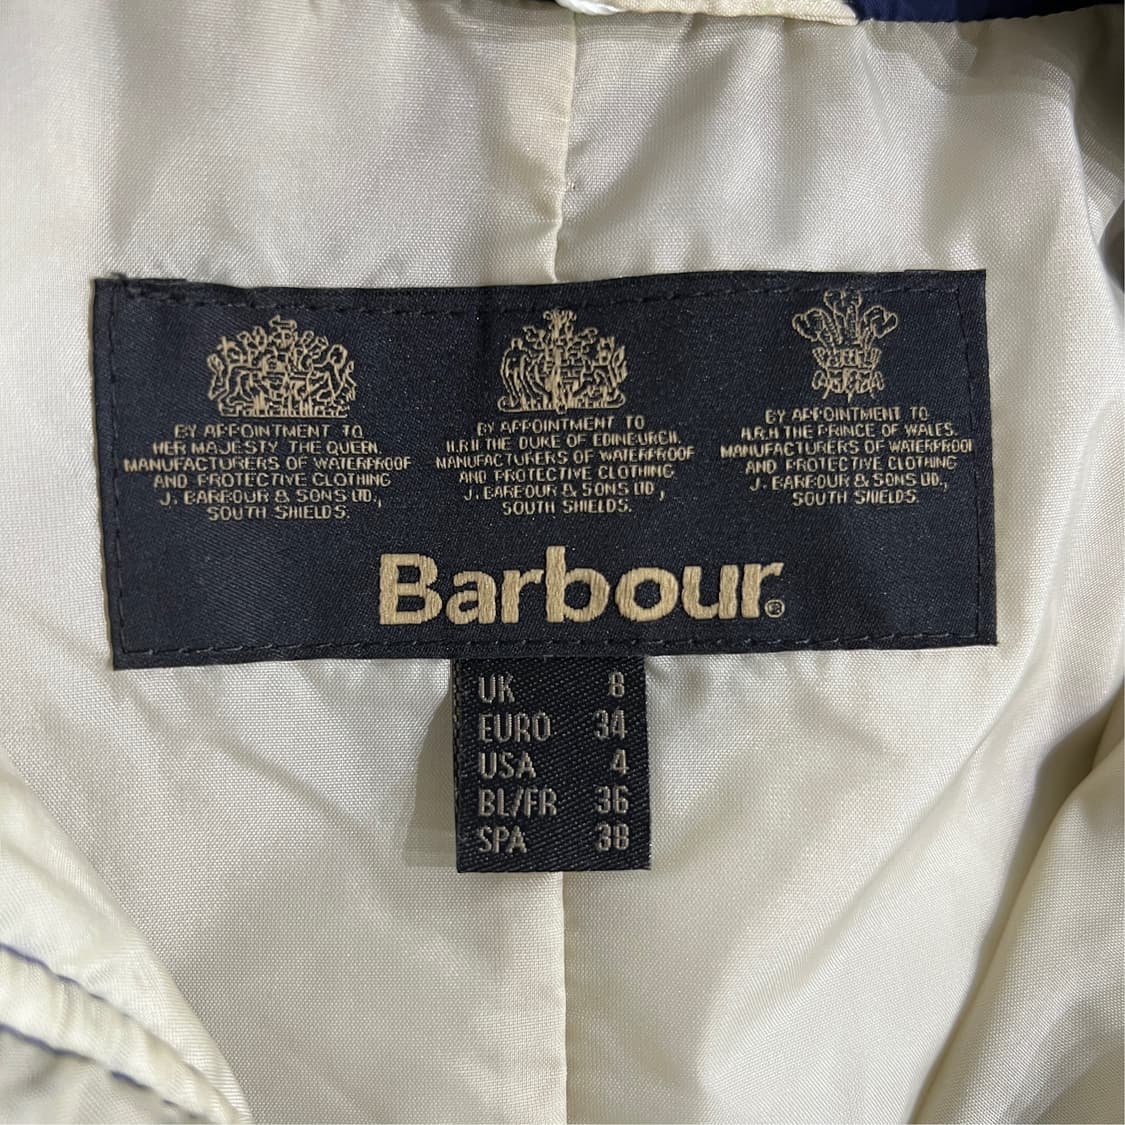 BY APPOINTMENT TO
HER MAJESTY THE QUEEN
MANUFACTURERS OF WATERPROOF
AND PROTECTIVE CLOTHING
J. BARBOUR & SONS LTD.,
SOUTH SHIELDS.
BY APPOINTMENT TO
H.R.H THE DUKE OF EDINBURGH.
MANUFACTURERS OF WATERPROOF
AND PROTECTIVE CLOTHING
J. BARBOUR & SONS LTD,
SOUTH SHIELDS.
BY APPOINTMENT TO
H.R.H THE PRINCE OF WALES.
MANUFACTURERS OF WATERPROOF
AND PROTECTIVE CLOTHING
J. BARBOUR & SONS LTD.,
SOUTH SHIELDS
Barbour®
UK 8
EURO 34
USA 4
BL/FR 36
SPA 38